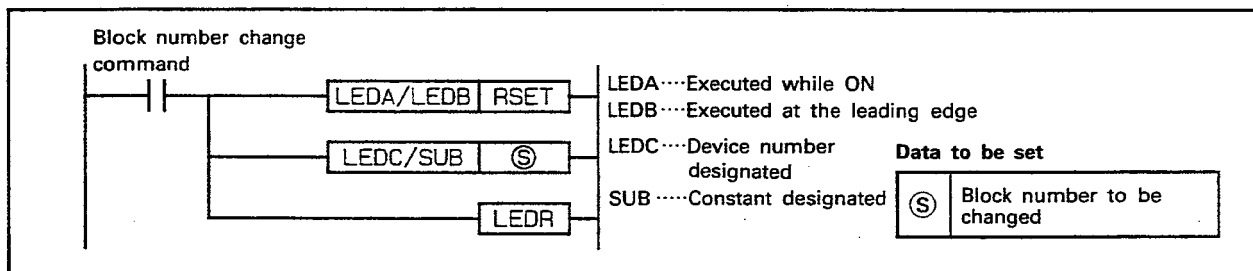 Block number change
command
LEDA/LEDB RSET
LEDA····Executed while ON
LEDB····Executed at the leading edge
LEDC/SUB Ⓢ
LEDC····Device number
designated
SUB·····Constant designated
LEDR
Data to be set
Ⓢ Block number to be
changed